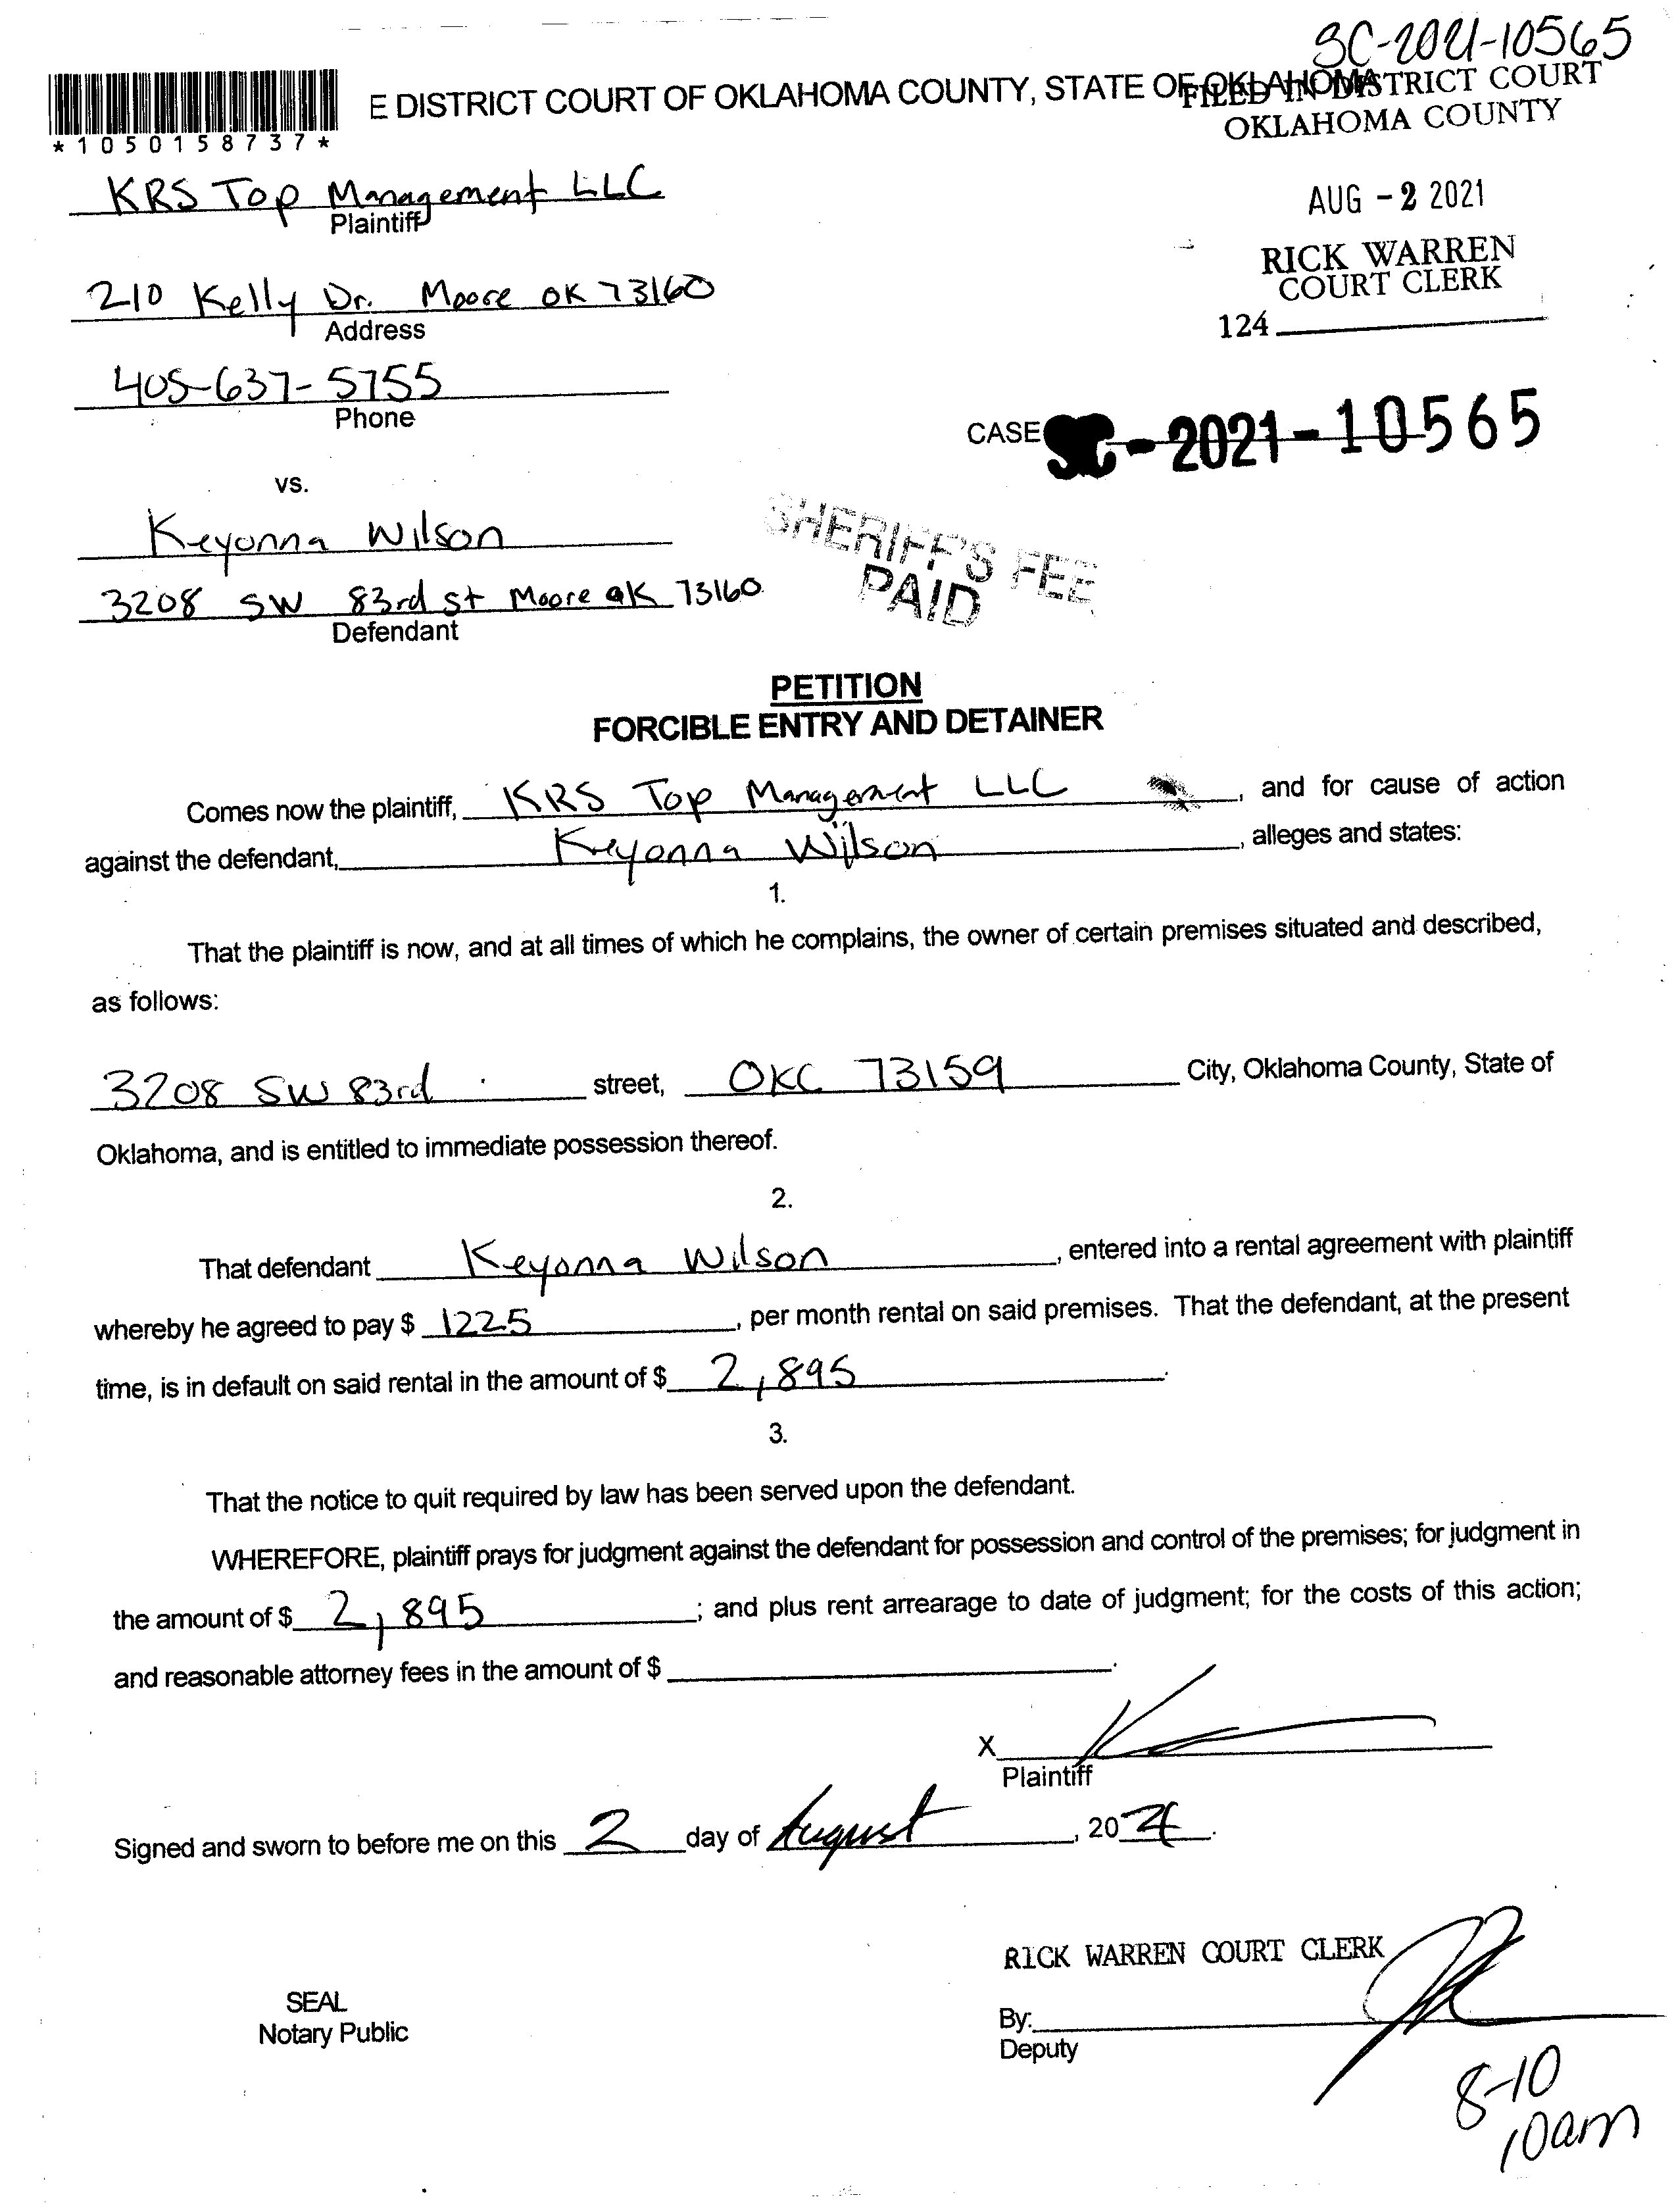 SC-2021-10565
E DISTRICT COURT OF OKLAHOMA COUNTY, STATE OF OKLAHOMA
FILED IN DISTRICT COURT
OKLAHOMA COUNTY
*1050158737*
KRS Top Management LLC
Plaintiff
AUG -2 2021
RICK WARREN
COURT CLERK
124
210 Kelly Dr. Moore OK 73160
Address
405-637-5755
Phone
CASE SC-2021-10565
vs.
Keyonna Wilson
SHERIFF'S FEE
PAID
3208 SW 83rd st Moore OK 73160
Defendant
PETITION
FORCIBLE ENTRY AND DETAINER
Comes now the plaintiff, KRS Top Management LLC, and for cause of action
against the defendant, Keyonna Wilson, alleges and states:
1.
That the plaintiff is now, and at all times of which he complains, the owner of certain premises situated and described,
as follows:
3208 SW 83rd street, OKC 73159 City, Oklahoma County, State of
Oklahoma, and is entitled to immediate possession thereof.
2.
That defendant Keyonna Wilson, entered into a rental agreement with plaintiff
whereby he agreed to pay $ 1225, per month rental on said premises. That the defendant, at the present
time, is in default on said rental in the amount of $ 2,895.
3.
That the notice to quit required by law has been served upon the defendant.
WHEREFORE, plaintiff prays for judgment against the defendant for possession and control of the premises; for judgment in
the amount of $ 2,895; and plus rent arrearage to date of judgment; for the costs of this action;
and reasonable attorney fees in the amount of $.
X
Plaintiff
Signed and sworn to before me on this 2 day of August, 2021.
RICK WARREN COURT CLERK
SEAL
Notary Public
By:
Deputy
8-10
10am